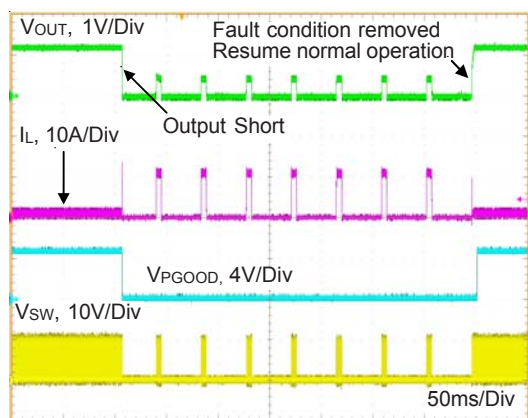 VOUT, 1V/Div
Fault condition removed
Resume normal operation
Output Short
IL, 10A/Div
VPGOOD, 4V/Div
VSW, 10V/Div
50ms/Div